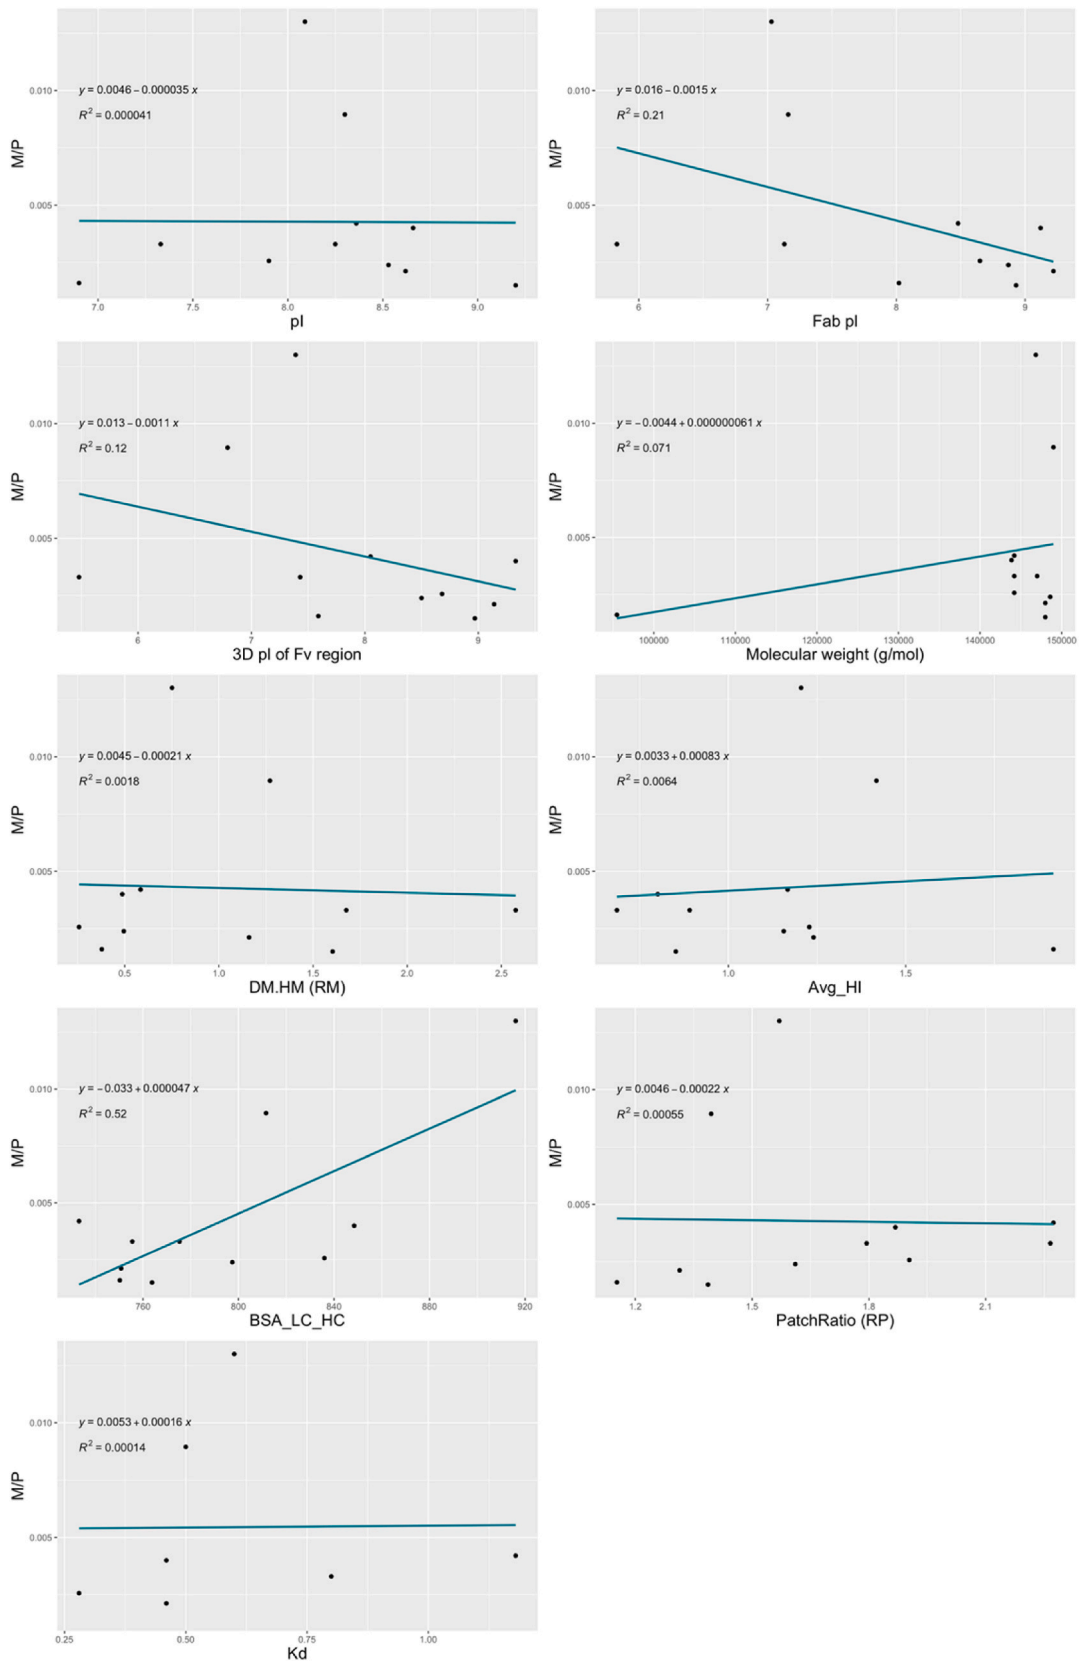 M/P
0.010
0.005
y = 0.0046 − 0.000035 x
R² = 0.000041
7.0 7.5 8.0 8.5 9.0
pI
M/P
0.010
0.005
y = 0.016 − 0.0015 x
R² = 0.21
6 7 8 9
Fab pI
M/P
0.010
0.005
y = 0.013 − 0.0011 x
R² = 0.12
6 7 8 9
3D pI of Fv region
M/P
0.010
0.005
y = −0.0044 + 0.000000061 x
R² = 0.071
100000 110000 120000 130000 140000 150000
Molecular weight (g/mol)
M/P
0.010
0.005
y = 0.0045 − 0.00021 x
R² = 0.0018
0.5 1.0 1.5 2.0 2.5
DM.HM (RM)
M/P
0.010
0.005
y = 0.0033 + 0.00083 x
R² = 0.0064
1.0 1.5
Avg_HI
M/P
0.010
0.005
y = −0.033 + 0.000047 x
R² = 0.52
760 800 840 880 920
BSA_LC_HC
M/P
0.010
0.005
y = 0.0046 − 0.00022 x
R² = 0.00055
1.2 1.5 1.8 2.1
PatchRatio (RP)
M/P
0.010
0.005
y = 0.0053 + 0.00016 x
R² = 0.00014
0.25 0.50 0.75 1.00
Kd